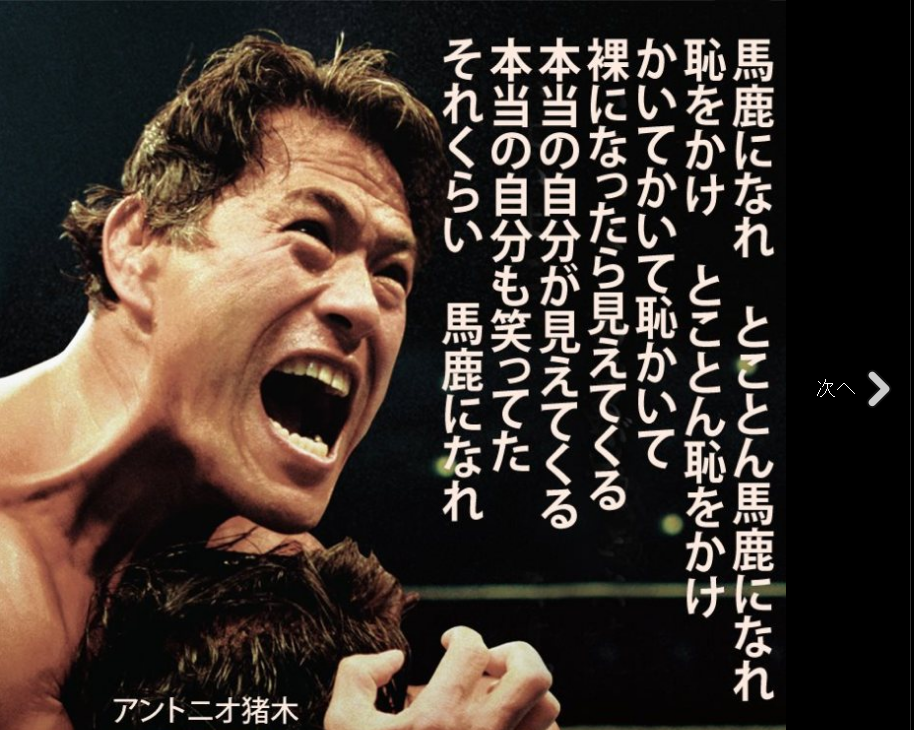 馬鹿になれ　とことん馬鹿になれ
恥をかけ　とことん恥をかけ
かいてかいて恥かいて
裸になったら見えてくる
本当の自分が見えてくる
本当の自分も笑ってた
それくらい　馬鹿になれ
アントニオ猪木
次へ